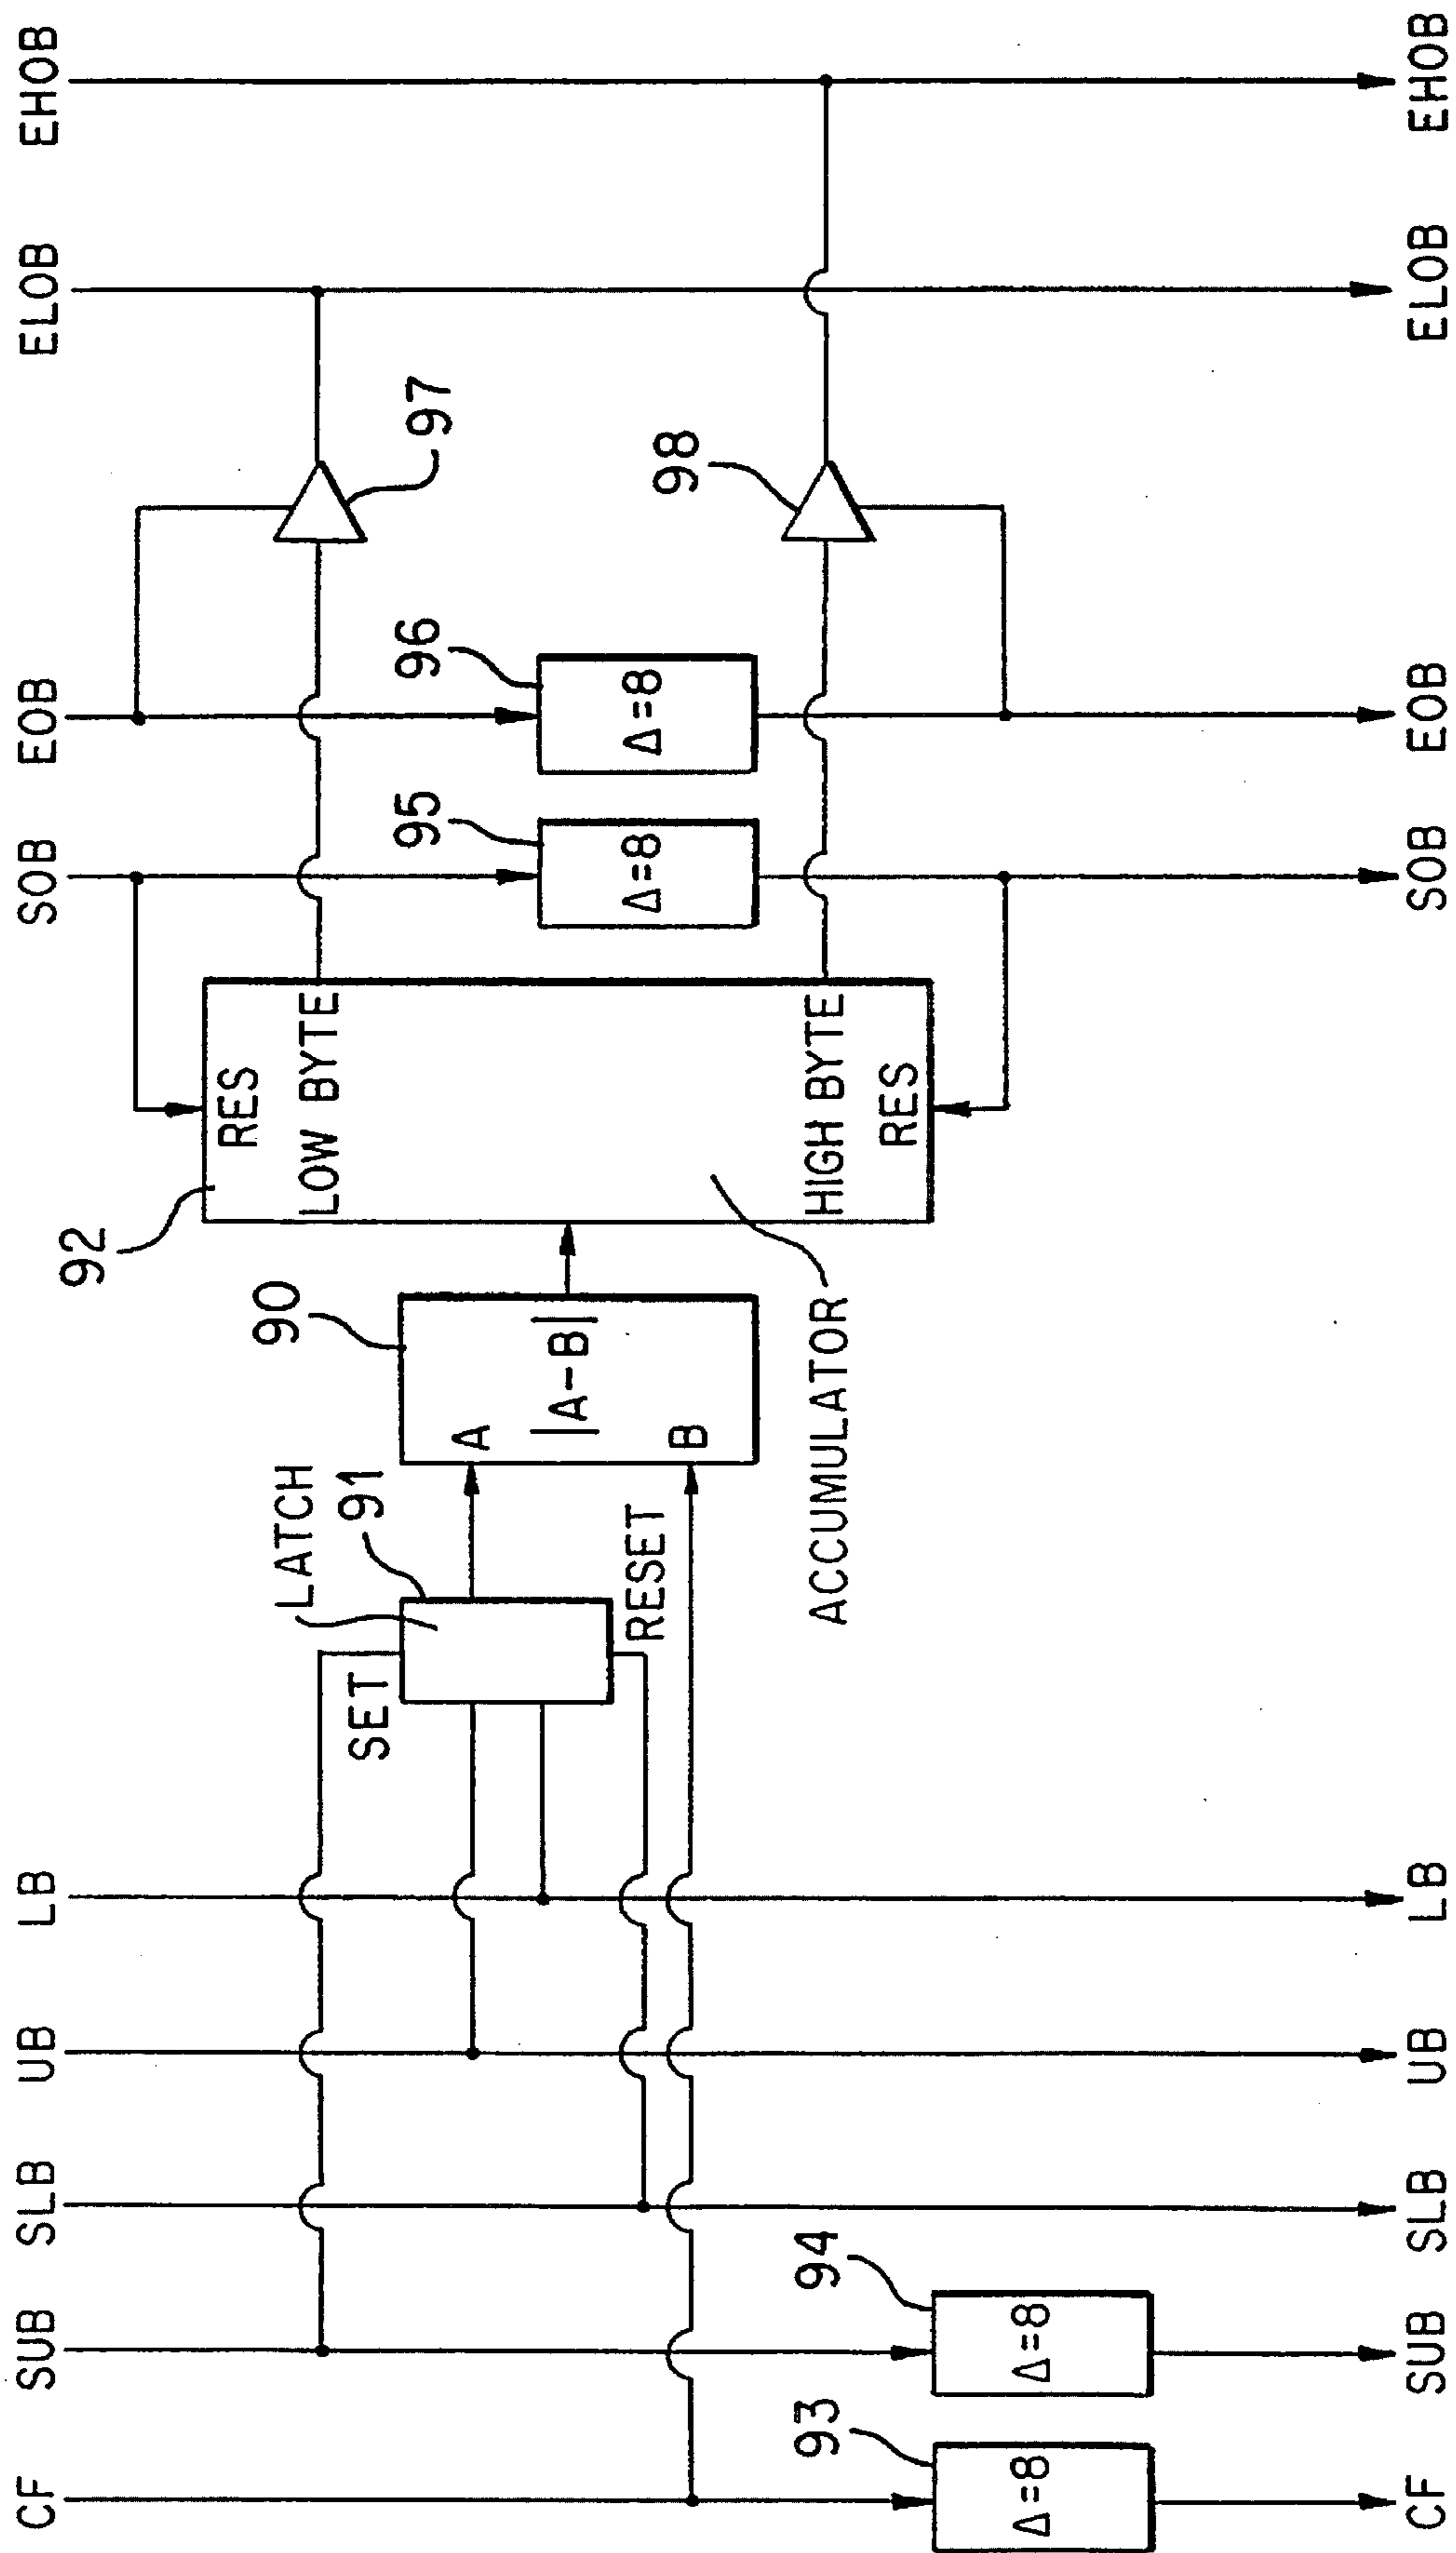 CF SUB SLB UB LB SOB EOB ELOB EHOB
SET
LATCH
91
RESET
A
|A-B|
B
90
92
RES
LOW BYTE
HIGH BYTE
RES
ACCUMULATOR
95
Δ=8
96
Δ=8
97
98
93
Δ=8
94
Δ=8
CF SUB SLB UB LB SOB EOB ELOB EHOB